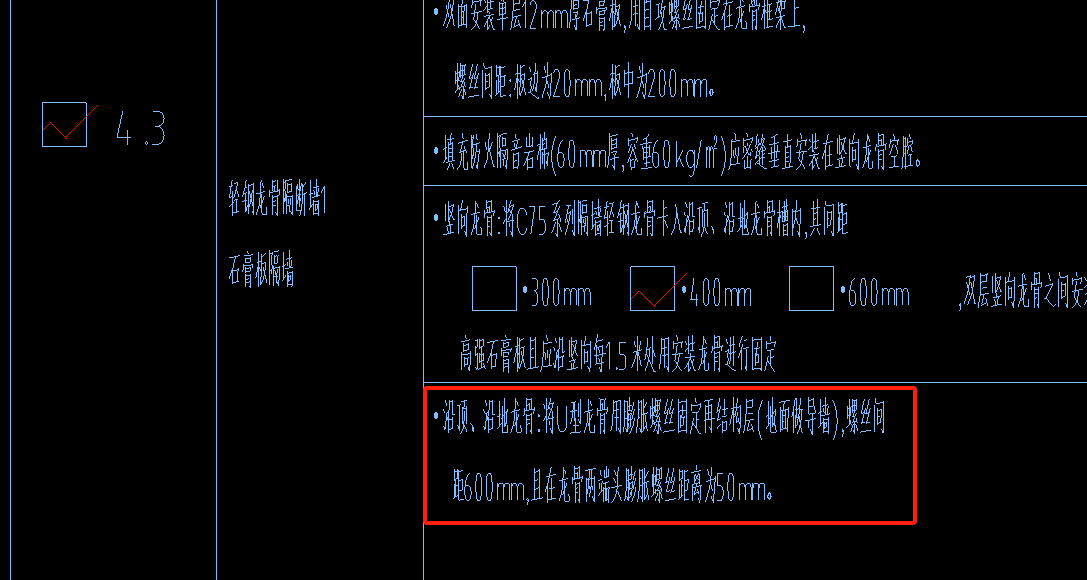 •双面安装单层12mm厚石膏板,用自攻螺丝固定在龙骨框架上,
螺丝间距:板边为20mm,板中为200mm。
4.3
•填充防火隔音岩棉(60mm厚,容重60kg/㎡)应密缝垂直安装在竖向龙骨空腔。
轻钢龙骨隔断墙1
石膏板隔墙
•竖向龙骨:将C75系列隔墙轻钢龙骨卡入沿顶、沿地龙骨槽内,其间距
•300mm •400mm •600mm ,双层竖向龙骨之间安装
高强石膏板且应沿竖向每1.5米处用安装龙骨进行固定
•沿顶、沿地龙骨:将U型龙骨用膨胀螺丝固定再结构层(地面做导墙),螺丝间
距600mm,且在龙骨两端头膨胀螺丝距离为50mm。